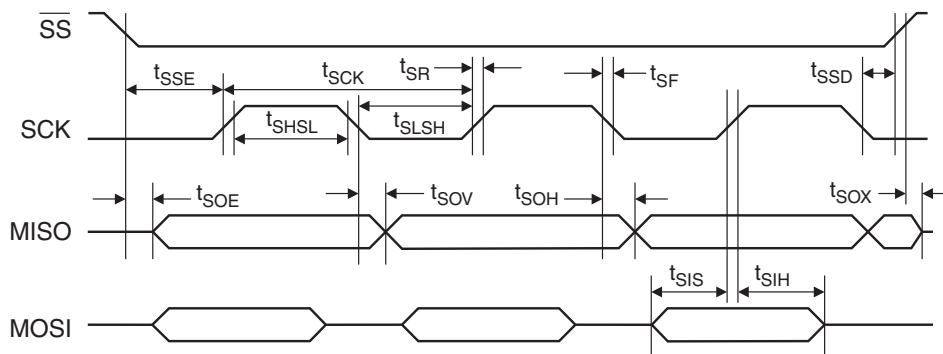 SS
tSSE
tSCK
tSR
tSF
tSSD
SCK
tSHSL
tSLSH
tSOE
tSOV
tSOH
tSOX
MISO
tSIS
tSIH
MOSI